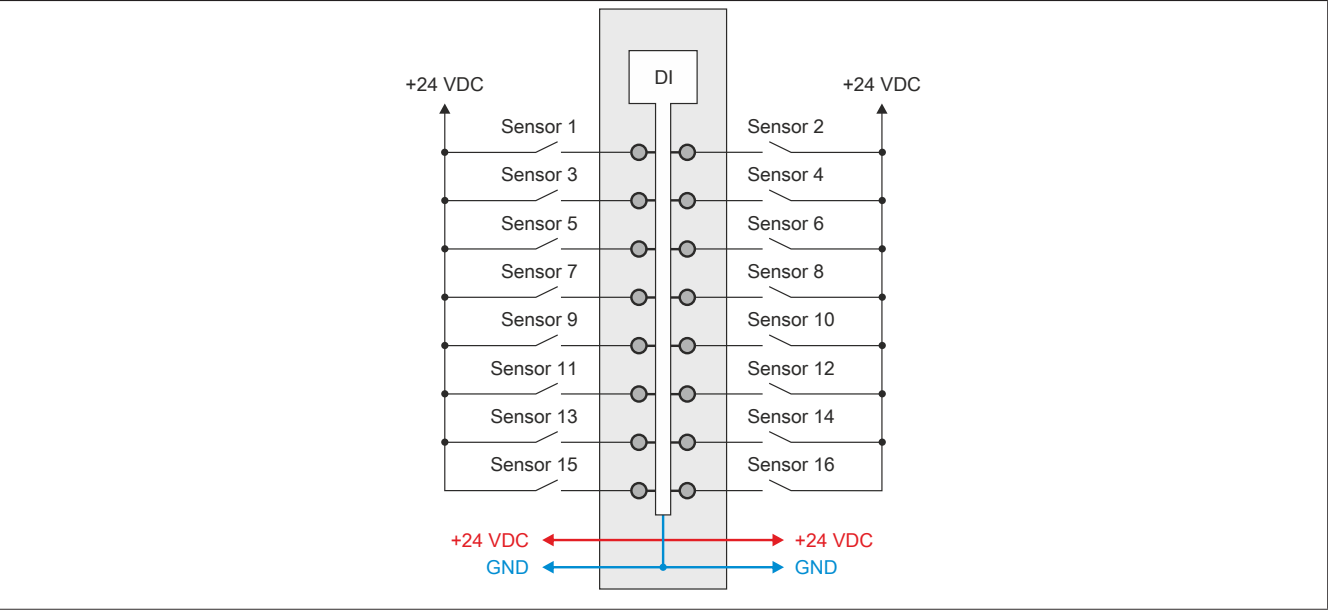 DI
+24 VDC
+24 VDC
Sensor 1
Sensor 2
Sensor 3
Sensor 4
Sensor 5
Sensor 6
Sensor 7
Sensor 8
Sensor 9
Sensor 10
Sensor 11
Sensor 12
Sensor 13
Sensor 14
Sensor 15
Sensor 16
+24 VDC
+24 VDC
GND
GND